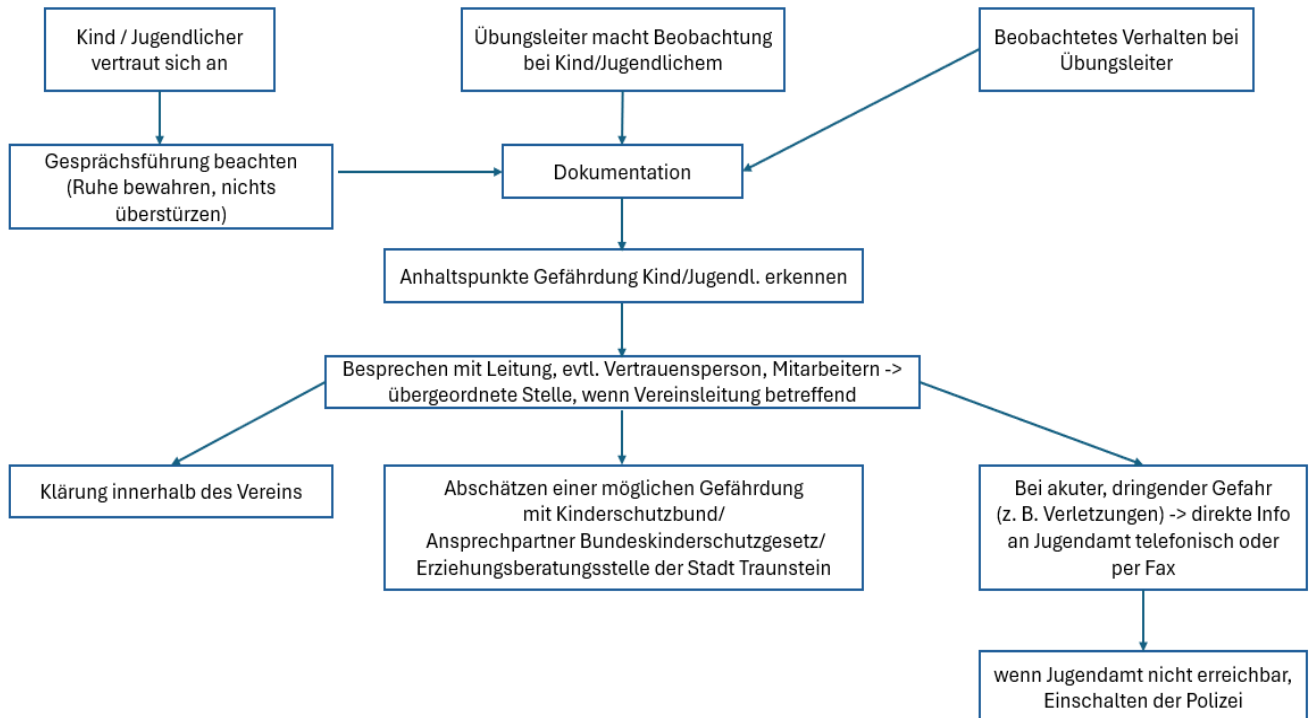 Kind / Jugendlicher
vertraut sich an
Übungsleiter macht Beobachtung
bei Kind/Jugendlichem
Beobachtetes Verhalten bei
Übungsleiter
Gesprächsführung beachten
(Ruhe bewahren, nichts
überstürzen)
Dokumentation
Anhaltspunkte Gefährdung Kind/Jugendl. erkennen
Besprechen mit Leitung, evtl. Vertrauensperson, Mitarbeitern ->
übergeordnete Stelle, wenn Vereinsleitung betreffend
Klärung innerhalb des Vereins
Abschätzen einer möglichen Gefährdung
mit Kinderschutzbund/
Ansprechpartner Bundeskinderschutzgesetz/
Erziehungsberatungsstelle der Stadt Traunstein
Bei akuter, dringender Gefahr
(z. B. Verletzungen) -> direkte Info
an Jugendamt telefonisch oder
per Fax
wenn Jugendamt nicht erreichbar,
Einschalten der Polizei